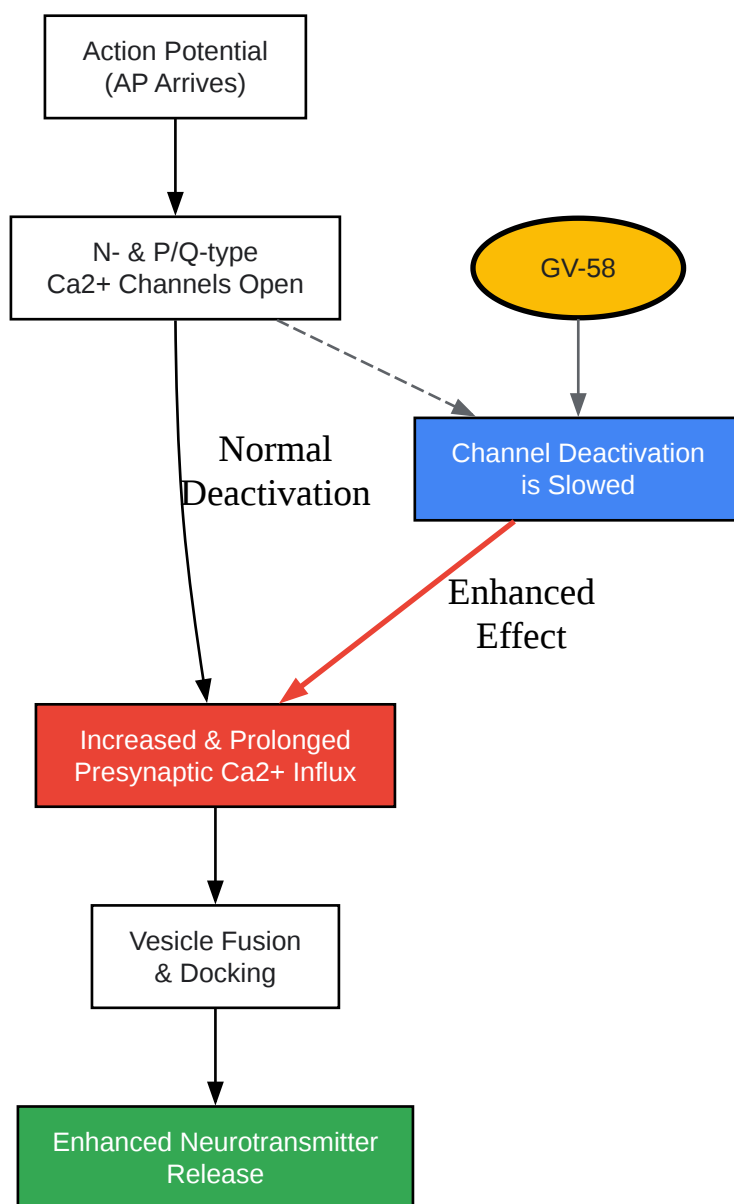 Action Potential
(AP Arrives)
N- & P/Q-type
Ca2+ Channels Open
GV-58
Channel Deactivation
is Slowed
Normal
Deactivation
Enhanced
Effect
Increased & Prolonged
Presynaptic Ca2+ Influx
Vesicle Fusion
& Docking
Enhanced Neurotransmitter
Release